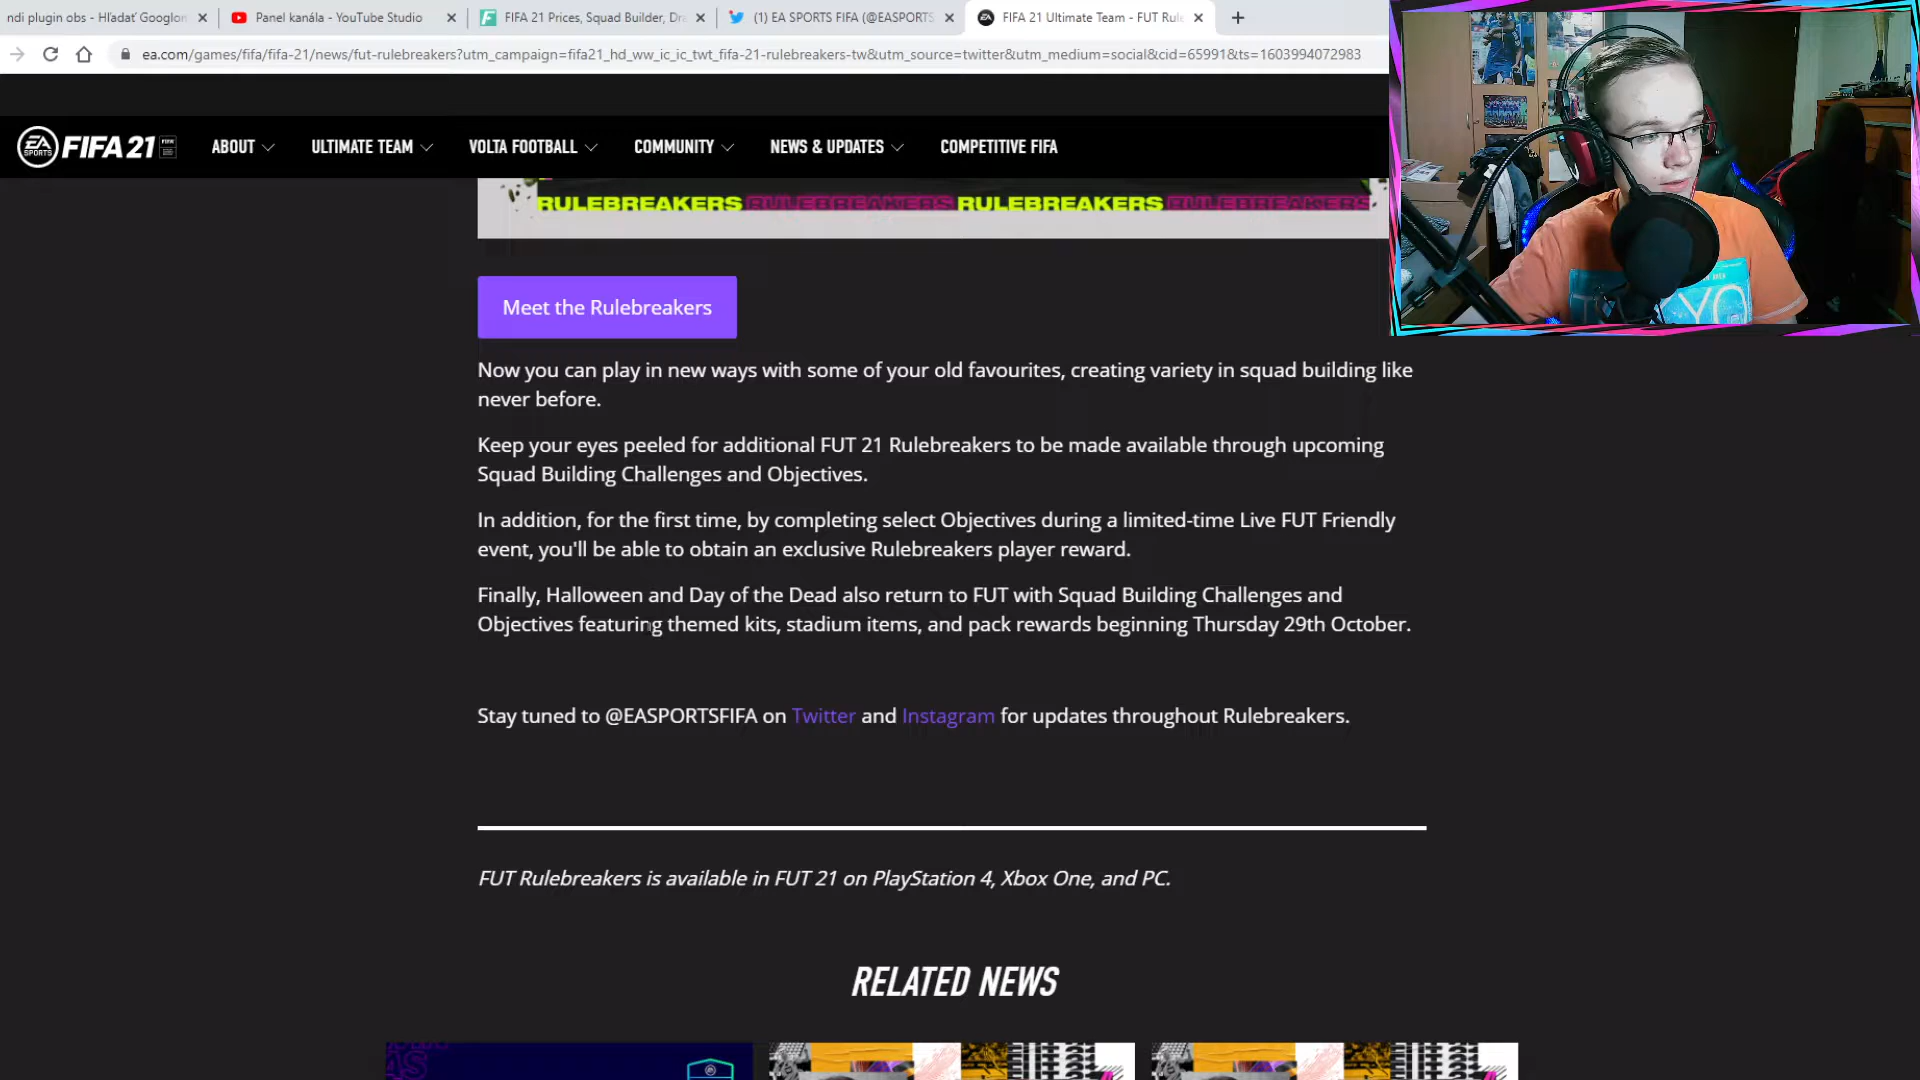 ndi plugin obs - Hľadať Googlon
Panel kanála - YouTube Studio
FIFA 21 Prices, Squad Builder, Dra
(1) EA SPORTS FIFA (@EASPORTS
FIFA 21 Ultimate Team - FUT Rule
ea.com/games/fifa/fifa-21/news/fut-rulebreakers?utm_campaign=fifa21_hd_ww_ic_ic_twt_fifa-21-rulebreakers-tw&utm_source=twitter&utm_medium=social&cid=65991&ts=1603994072983
EA SPORTS FIFA 21
ABOUT
ULTIMATE TEAM
VOLTA FOOTBALL
COMMUNITY
NEWS & UPDATES
COMPETITIVE FIFA
RULEBREAKERS RULEBREAKERS RULEBREAKERS RULEBREAKERS
Meet the Rulebreakers
Now you can play in new ways with some of your old favourites, creating variety in squad building like
never before.
Keep your eyes peeled for additional FUT 21 Rulebreakers to be made available through upcoming
Squad Building Challenges and Objectives.
In addition, for the first time, by completing select Objectives during a limited-time Live FUT Friendly
event, you'll be able to obtain an exclusive Rulebreakers player reward.
Finally, Halloween and Day of the Dead also return to FUT with Squad Building Challenges and
Objectives featuring themed kits, stadium items, and pack rewards beginning Thursday 29th October.
Stay tuned to @EASPORTSFIFA on Twitter and Instagram for updates throughout Rulebreakers.
FUT Rulebreakers is available in FUT 21 on PlayStation 4, Xbox One, and PC.
RELATED NEWS